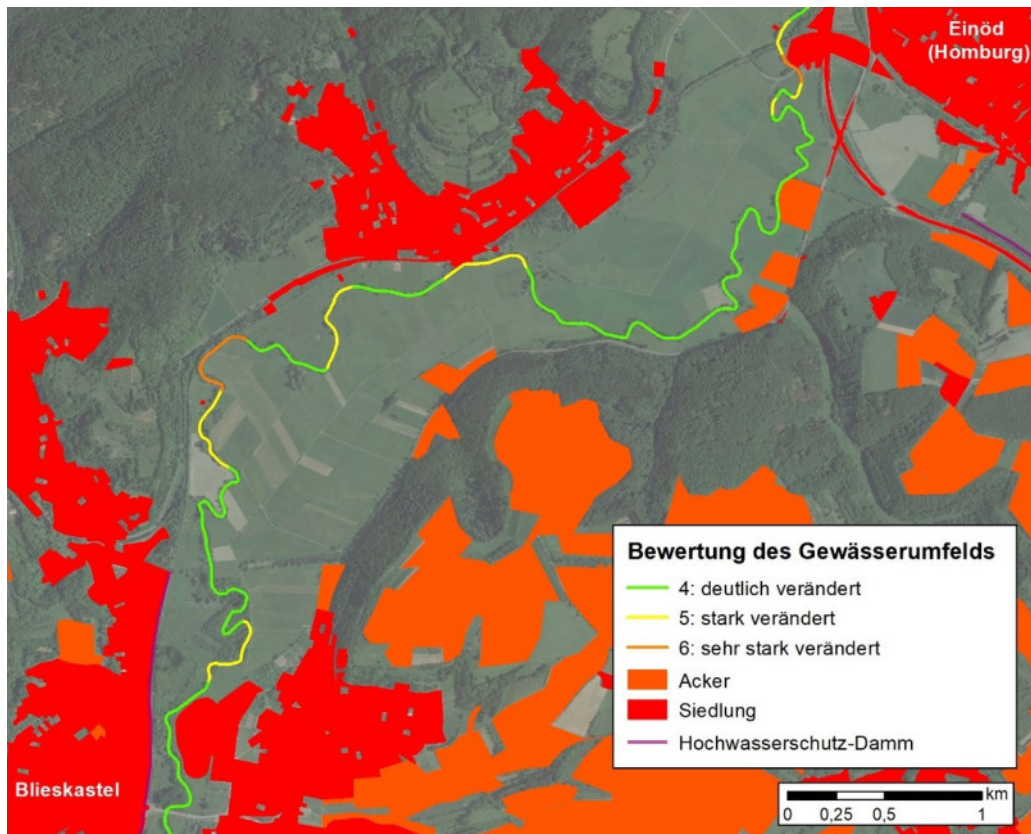 Einöd
(Homburg)
Bewertung des Gewässerumfelds
4: deutlich verändert
5: stark verändert
6: sehr stark verändert
Acker
Siedlung
Hochwasserschutz-Damm
Blieskastel
km
0 0,25 0,5 1